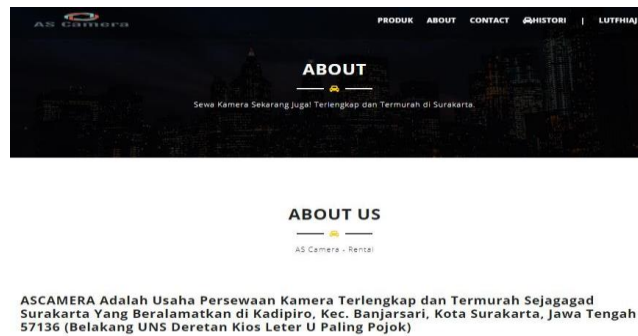 AS Camera
PRODUK ABOUT CONTACT HISTORI | LUTFHIAJ
ABOUT
Sewa Kamera Sekarang Juga! Terlengkap dan Termurah di Surakarta.
ABOUT US
AS Camera - Rental
ASCAMERA Adalah Usaha Persewaan Kamera Terlengkap dan Termurah Sejagagad
Surakarta Yang Beralamatkan di Kadipiro, Kec. Banjarsari, Kota Surakarta, Jawa Tengah
57136 (Belakang UNS Deretan Kios Leter U Paling Pojok)